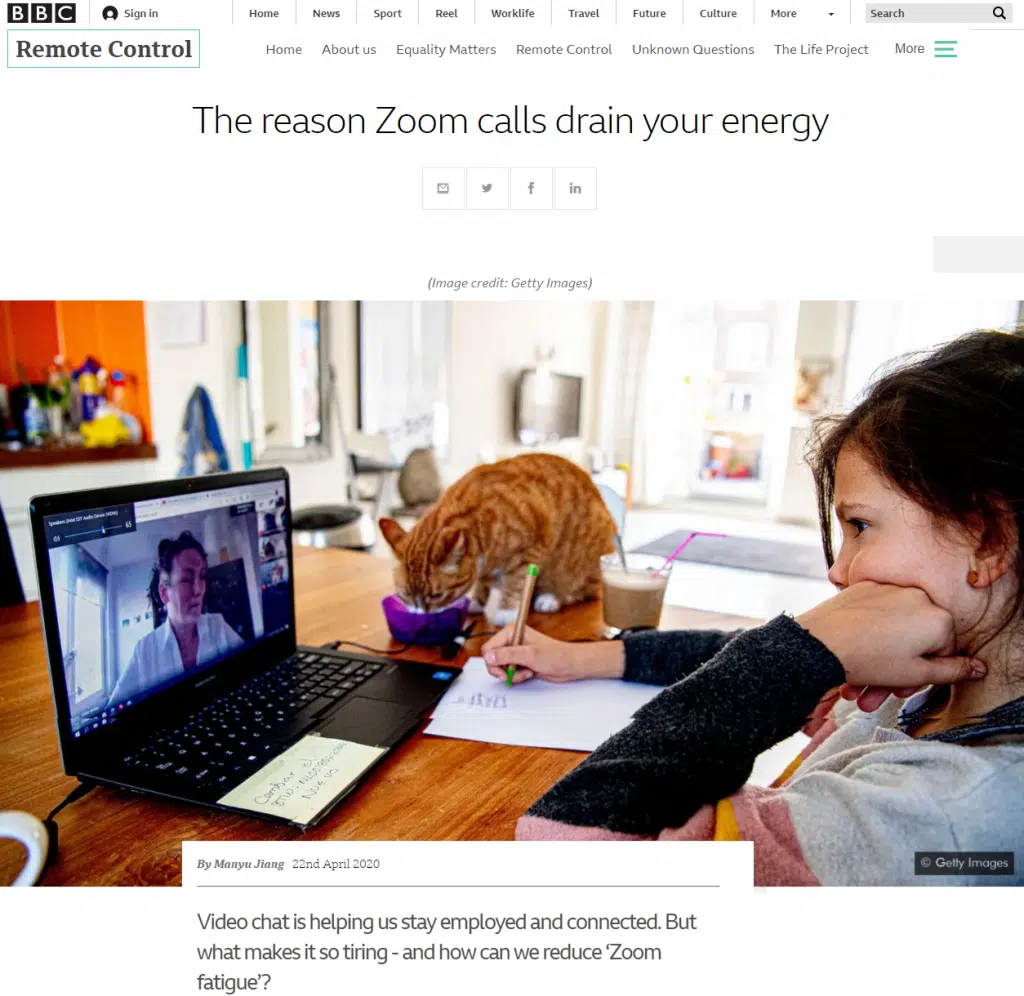 BBC Sign in Home News Sport Reel Worklife Travel Future Culture More Search
Remote Control Home About us Equality Matters Remote Control Unknown Questions The Life Project More
The reason Zoom calls drain your energy
in
(Image credit: Getty Images)
© Getty Images
By Manyu Jiang 22nd April 2020
Video chat is helping us stay employed and connected. But
what makes it so tiring - and how can we reduce ‘Zoom
fatigue’?